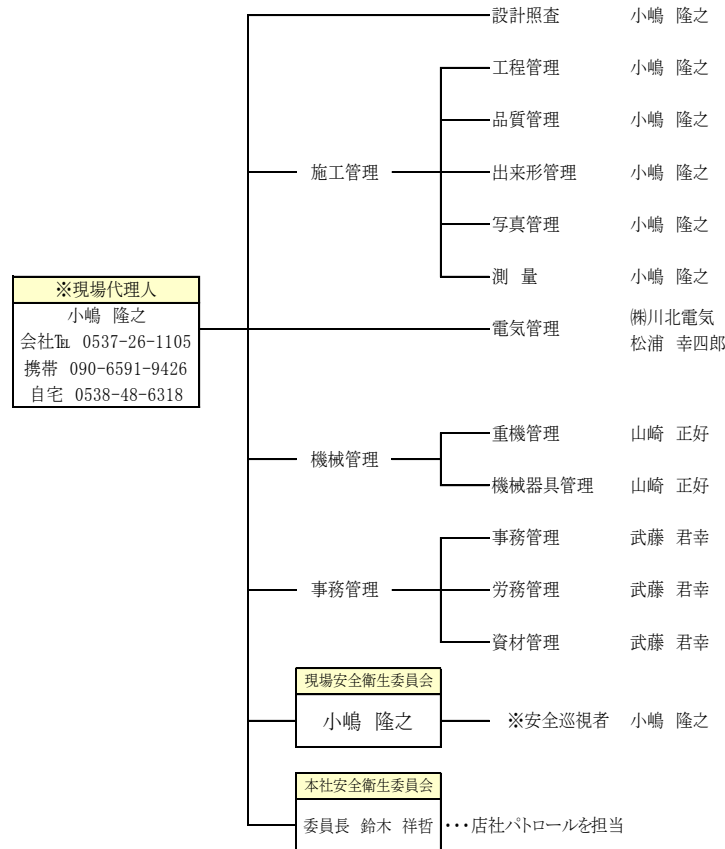 設計照査 小嶋 隆之
工程管理 小嶋 隆之
品質管理 小嶋 隆之
施工管理 出来形管理 小嶋 隆之
写真管理 小嶋 隆之
測 量 小嶋 隆之
※現場代理人
小嶋 隆之
会社℡ 0537-26-1105
携帯 090-6591-9426
自宅 0538-48-6318
電気管理 ㈱川北電気
松浦 幸四郎
重機管理 山崎 正好
機械管理
機械器具管理 山崎 正好
事務管理 武藤 君幸
事務管理 労務管理 武藤 君幸
資材管理 武藤 君幸
現場安全衛生委員会
小嶋 隆之 ※安全巡視者 小嶋 隆之
本社安全衛生委員会
委員長 鈴木 祥哲 ・・・店社パトロールを担当